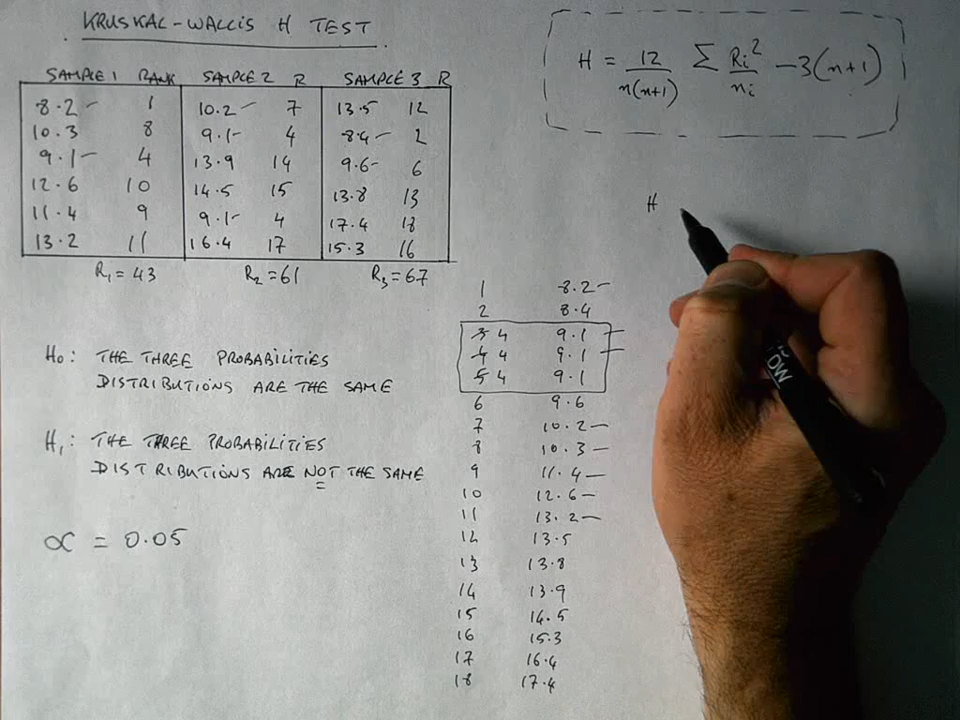 KRUSKAL-WALLIS H TEST
SAMPLE 1 RANK SAMPLE 2 R SAMPLE 3 R
8.2 – 1 10.2 – 7 13.5 12
10.3 8 9.1 – 4 8.4 – 2
9.1 – 4 13.9 14 9.6 – 6
12.6 10 14.5 15 13.8 13
11.4 9 9.1 – 4 17.4 18
13.2 11 16.4 17 15.3 16
R₁ = 43 R₂ = 61 R₃ = 67
H = 12/n(n+1) Σ Rᵢ²/nᵢ – 3(n+1)
H
H₀: THE THREE PROBABILITIES
DISTRIBUTIONS ARE THE SAME
H₁: THE THREE PROBABILITIES
DISTRIBUTIONS ARE NOT THE SAME
∝ = 0.05
1 8.2 –
2 8.4
3 4 9.1 –
4 4 9.1 –
5 4 9.1
6 9.6
7 10.2 –
8 10.3 –
9 11.4 –
10 12.6 –
11 13.2 –
12 13.5
13 13.8
14 13.9
15 14.5
16 15.3
17 16.4
18 17.4